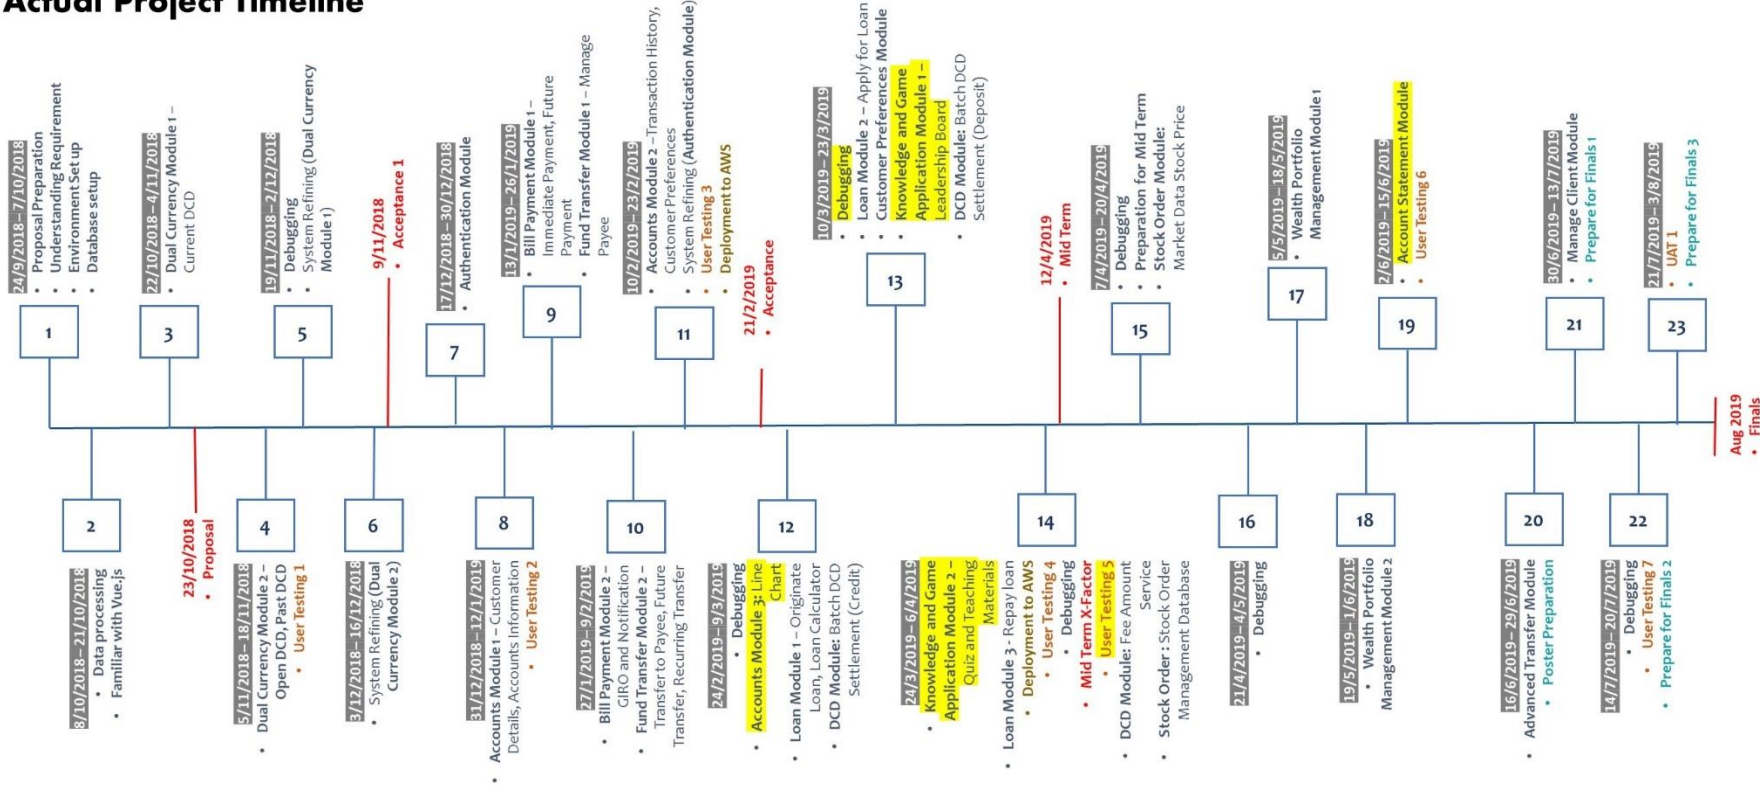 Actual Project Timeline
1
24/9/2018–7/10/2018
• Proposal Preparation
• Understanding Requirement
• Environment Set up
• Database setup
2
8/10/2018–21/10/2018
• Data processing
• Familiar with Vue.js
3
22/10/2018–4/11/2018
• Dual Currency Module 1 –
Current DCD
23/10/2018
• Proposal
4
5/11/2018–18/11/2018
• Dual Currency Module 2 –
Open DCD, Past DCD
• User Testing 1
5
19/11/2018–2/12/2018
• Debugging
• System Refining (Dual Currency
Module 1)
9/11/2018
• Acceptance 1
6
3/12/2018–16/12/2018
• System Refining (Dual
Currency Module 2)
7
17/12/2018–30/12/2018
• Authentication Module
8
31/12/2018–12/1/2019
• Accounts Module 1 – Customer
Details, Accounts Information
• User Testing 2
9
13/1/2019–26/1/2019
• Bill Payment Module 1 –
Immediate Payment, Future
Payment
• Fund Transfer Module 1 – Manage
Payee
10
27/1/2019–9/2/2019
• Bill Payment Module 2 –
GIRO and Notification
• Fund Transfer Module 2 –
Transfer to Payee, Future
Transfer, Recurring Transfer
11
10/2/2019–23/2/2019
• Accounts Module 2 –Transaction History,
Customer Preferences
• System Refining (Authentication Module)
• User Testing 3
• Deployment to AWS
21/2/2019
• Acceptance
12
24/2/2019–9/3/2019
• Debugging
• Accounts Module 3: Line
Chart
• Loan Module 1 – Originate
Loan, Loan Calculator
• DCD Module: Batch DCD
Settlement (Credit)
13
10/3/2019–23/3/2019
• Debugging
• Loan Module 2 – Apply for Loan
• Customer Preferences Module
• Knowledge and Game
Application Module 1 –
Leadership Board
• DCD Module: Batch DCD
Settlement (Deposit)
14
24/3/2019–6/4/2019
• Knowledge and Game
Application Module 2 –
Quiz and Teaching
Materials
• Loan Module 3 - Repay loan
• Deployment to AWS
• User Testing 4
• Debugging
• Mid Term X-Factor
• User Testing 5
• DCD Module: Fee Amount
Service
• Stock Order : Stock Order
Management Database
12/4/2019
• Mid Term
15
7/4/2019–20/4/2019
• Debugging
• Preparation for Mid Term
• Stock Order Module:
Market Data Stock Price
16
21/4/2019–4/5/2019
• Debugging
17
5/5/2019–18/5/2019
• Wealth Portfolio
Management Module 1
18
19/5/2019–1/6/2019
• Wealth Portfolio
Management Module 2
19
2/6/2019–15/6/2019
• Account Statement Module
• User Testing 6
20
16/6/2019–29/6/2019
• Advanced Transfer Module
• Poster Preparation
21
30/6/2019–13/7/2019
• Manage Client Module
• Prepare for Finals 1
22
14/7/2019–20/7/2019
• Debugging
• User Testing 7
• Prepare for Finals 2
23
21/7/2019–3/8/2019
• UAT 1
• Prepare for Finals 3
Aug 2019
• Finals